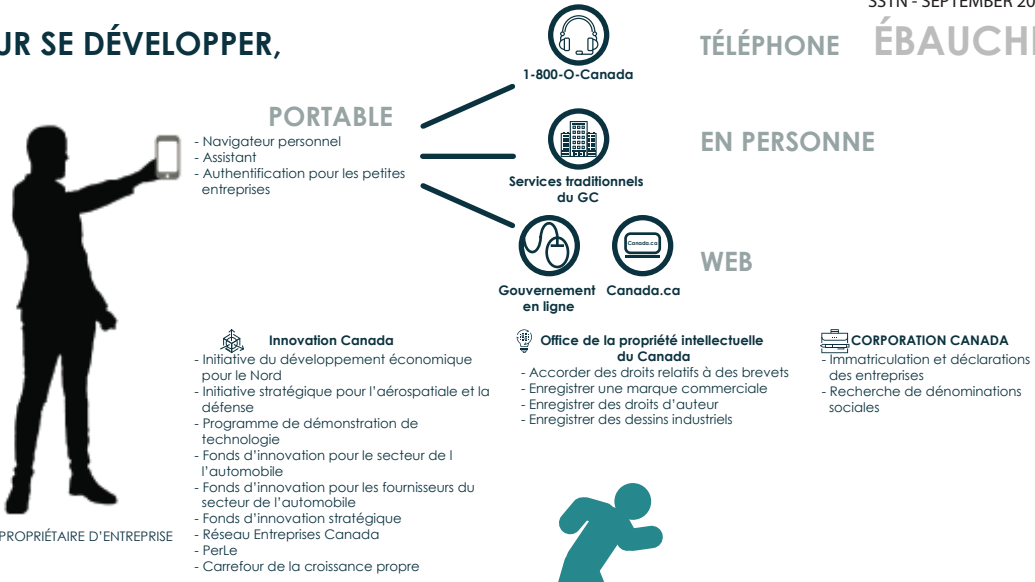 SSTN - SEPTEMBER 20
UR SE DÉVELOPPER,
ÉBAUCHE
TÉLÉPHONE
1-800-O-Canada
PORTABLE
- Navigateur personnel
- Assistant
- Authentification pour les petites
entreprises
EN PERSONNE
Services traditionnels
du GC
Canada.ca
WEB
Gouvernement
en ligne
Canada.ca
Innovation Canada
- Initiative du développement économique
pour le Nord
- Initiative stratégique pour l’aérospatiale et la
défense
- Programme de démonstration de
technologie
- Fonds d’innovation pour le secteur de l
l’automobile
- Fonds d’innovation pour les fournisseurs du
secteur de l’automobile
- Fonds d’innovation stratégique
- Réseau Entreprises Canada
- PerLe
- Carrefour de la croissance propre
Office de la propriété intellectuelle
du Canada
- Accorder des droits relatifs à des brevets
- Enregistrer une marque commerciale
- Enregistrer des droits d’auteur
- Enregistrer des dessins industriels
CORPORATION CANADA
- Immatriculation et déclarations
des entreprises
- Recherche de dénominations
sociales
PROPRIÉTAIRE D’ENTREPRISE